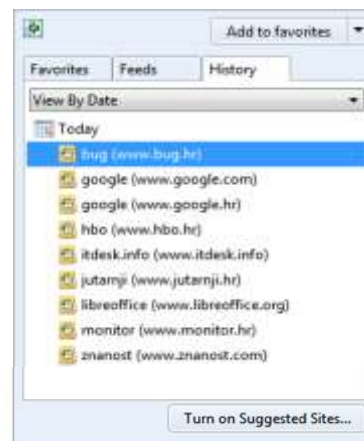 Add to favorites
Favorites Feeds History
View By Date
Today
bug (www.bug.hr)
google (www.google.com)
google (www.google.hr)
hbo (www.hbo.hr)
itdesk.info (www.itdesk.info)
jutarnji (www.jutarnji.hr)
libreoffice (www.libreoffice.org)
monitor (www.monitor.hr)
znanost (www.znanost.com)
Turn on Suggested Sites...